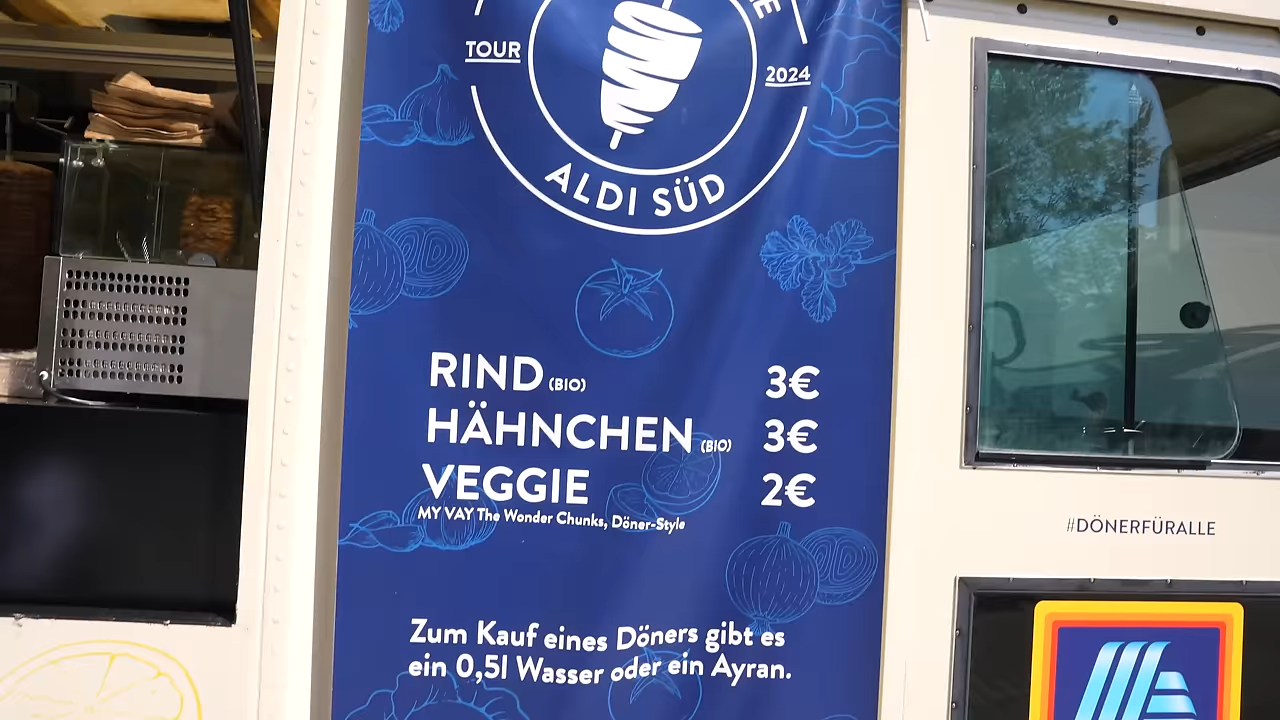 TOUR
2024
ALDI SÜD
RIND (BIO) 3€
HÄHNCHEN (BIO) 3€
VEGGIE 2€
MY VAY The Wonder Chunks, Döner-Style
Zum Kauf eines Döners gibt es
ein 0,5l Wasser oder ein Ayran.
#DÖNERFÜRALLE